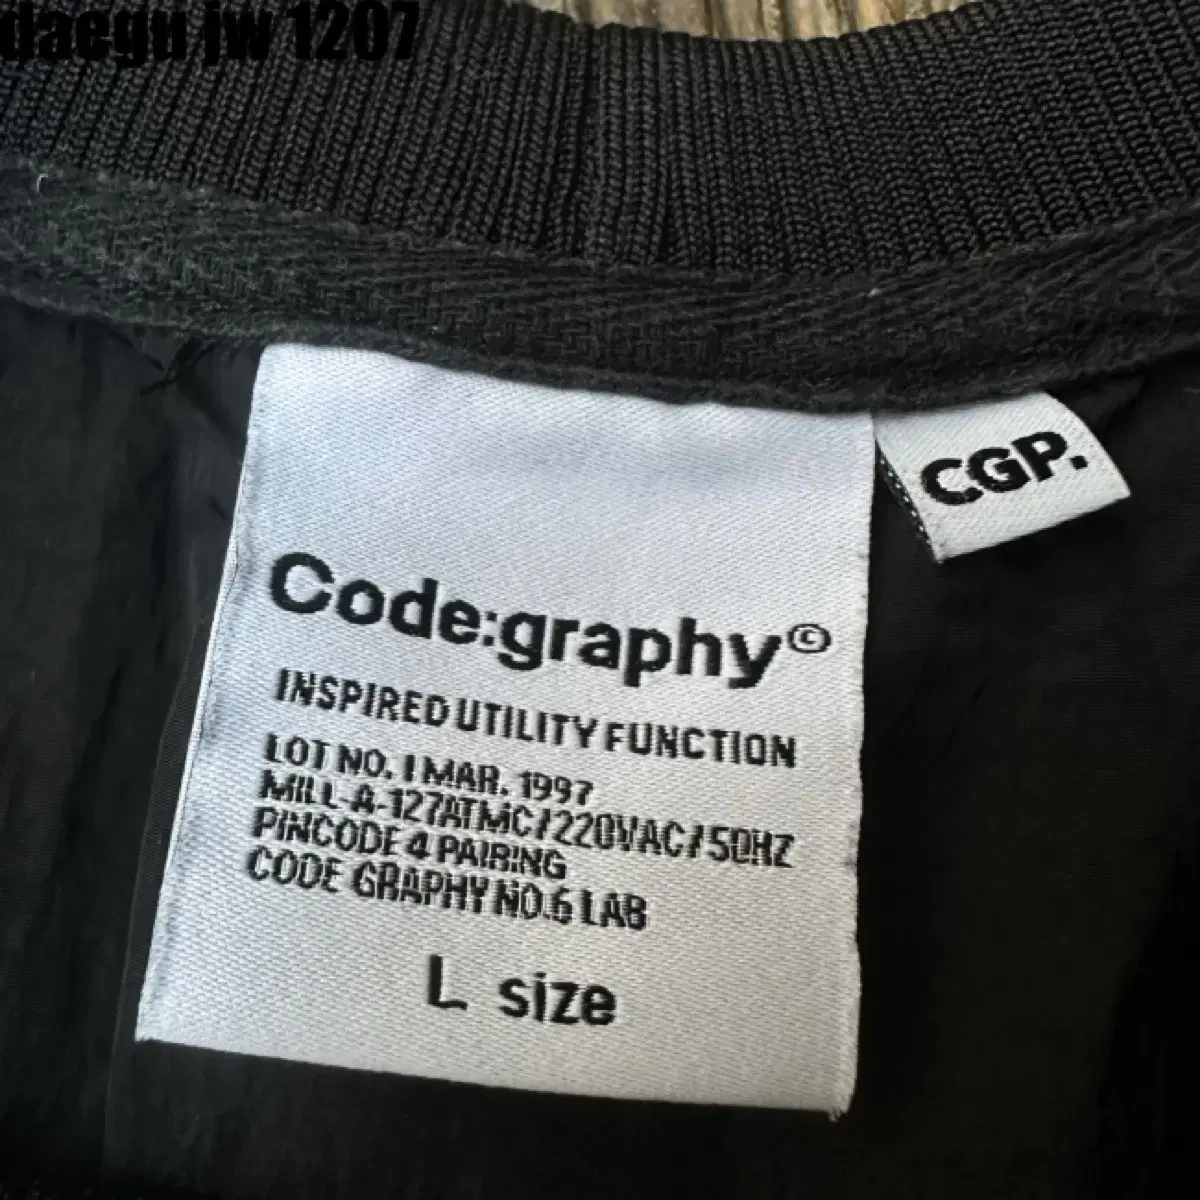 daegu jw 1207
CGP.
Code:graphy©
INSPIRED UTILITY FUNCTION
LOT NO. 1 MAR. 1997
MILL-A-127ATMC/220VAC/50HZ
PINCODE 4 PAIRING
CODE GRAPHY NO.6 LAB
L size